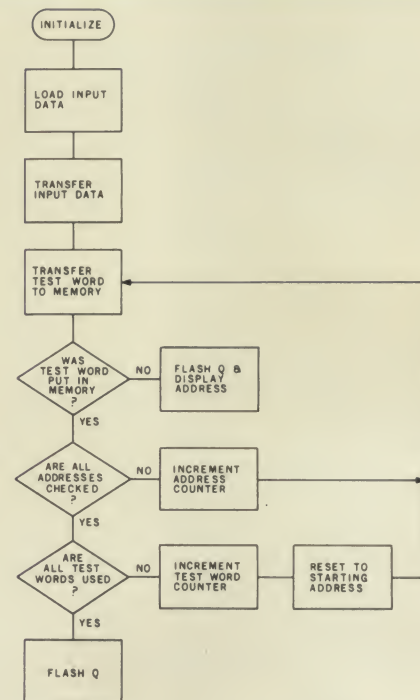 INITIALIZE
LOAD INPUT
DATA
TRANSFER
INPUT DATA
TRANSFER
TEST WORD
TO MEMORY
WAS
TEST WORD
PUT IN
MEMORY
?
NO
FLASH Q &
DISPLAY
ADDRESS
YES
ARE ALL
ADDRESSES
CHECKED
?
NO
INCREMENT
ADDRESS
COUNTER
YES
ARE
ALL TEST
WORDS USED
?
NO
INCREMENT
TEST WORD
COUNTER
RESET TO
STARTING
ADDRESS
YES
FLASH Q